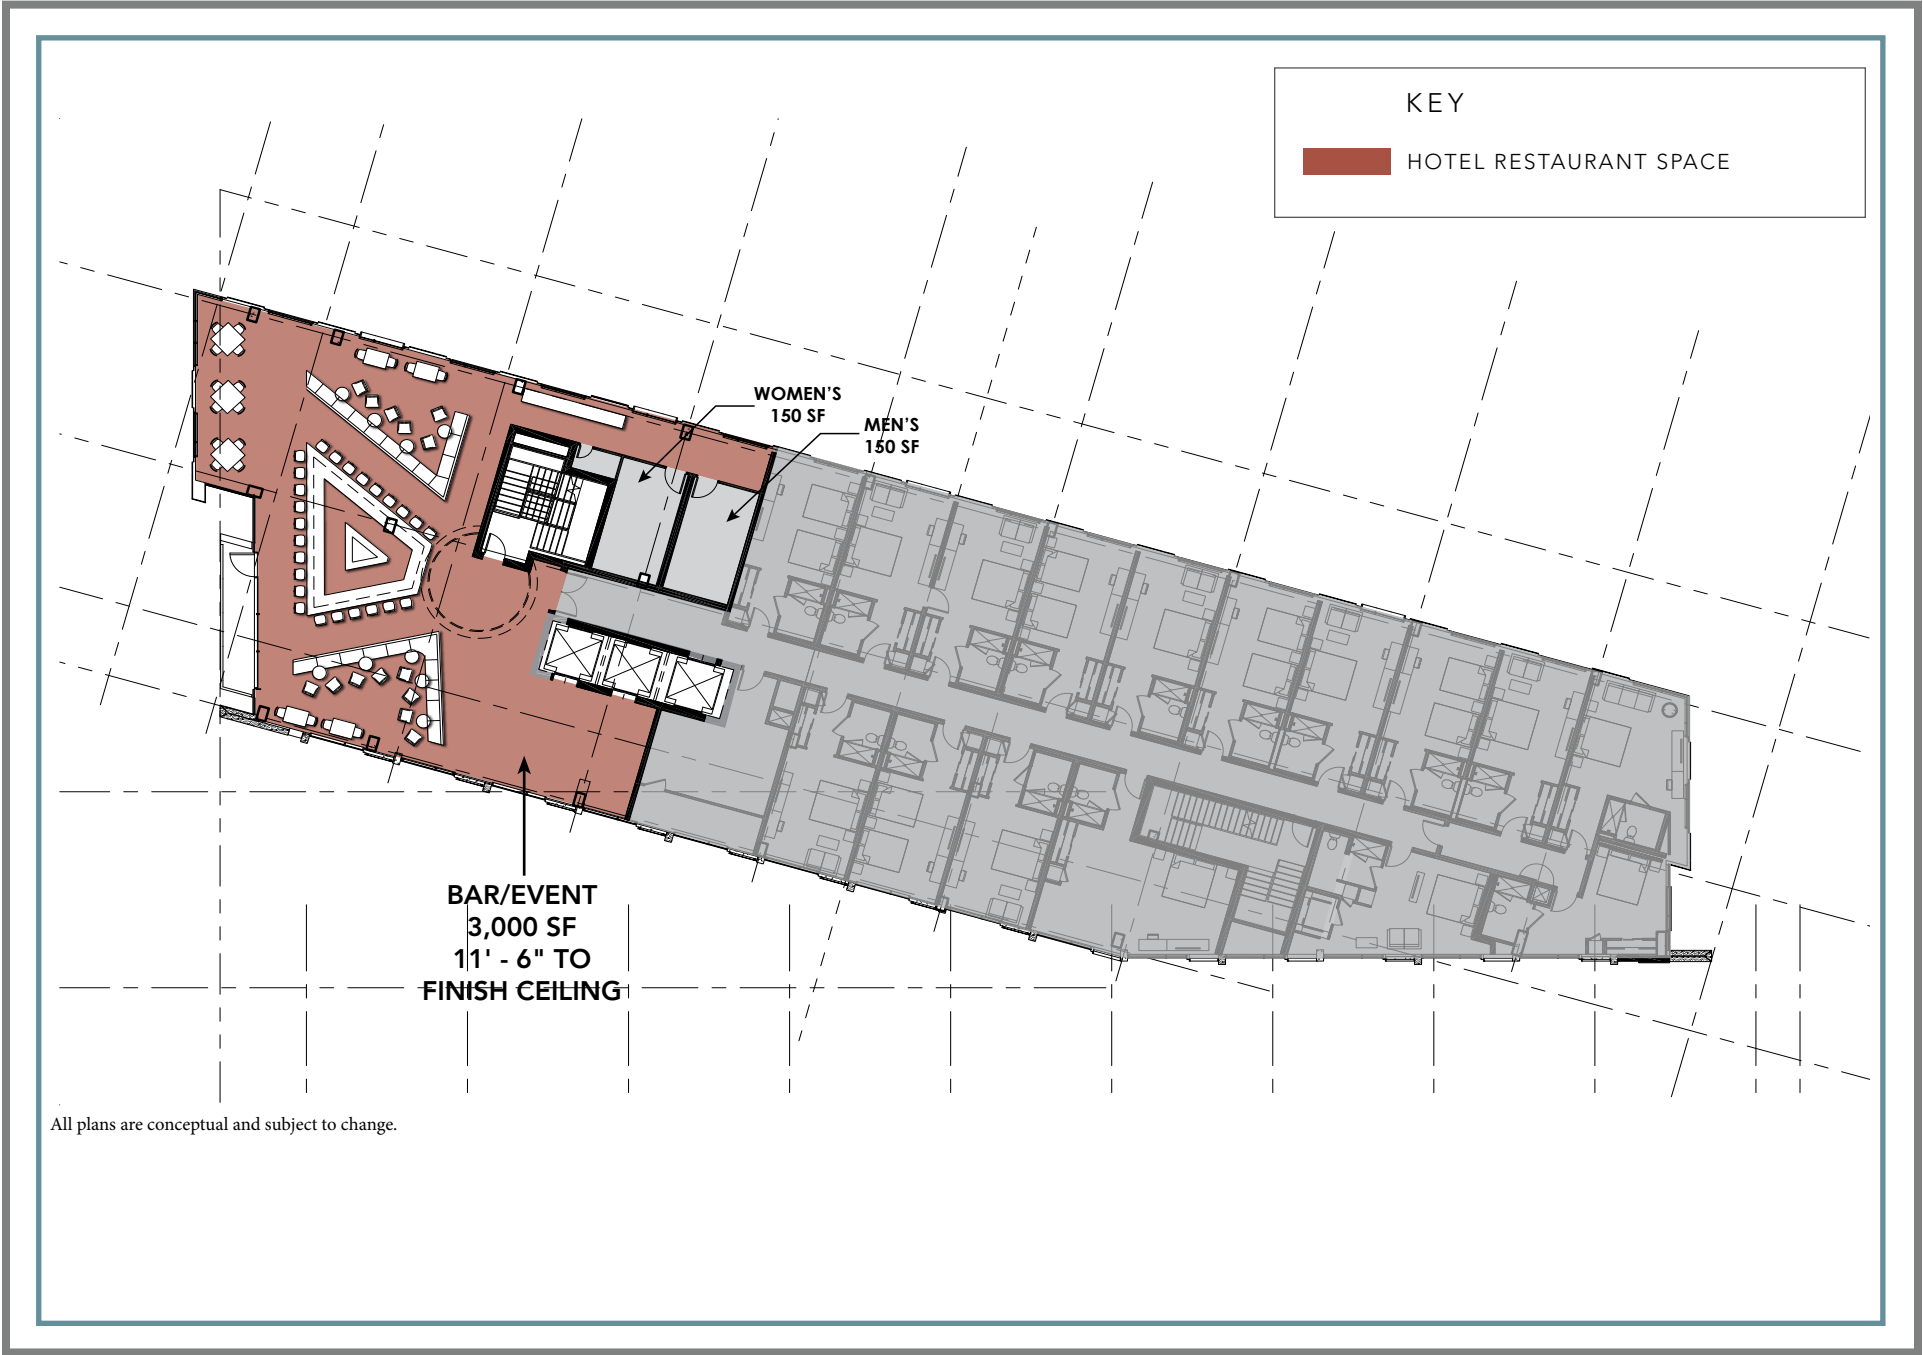 KEY
HOTEL RESTAURANT SPACE
WOMEN'S
150 SF
MEN'S
150 SF
BAR/EVENT
3,000 SF
11' - 6" TO
FINISH CEILING
All plans are conceptual and subject to change.